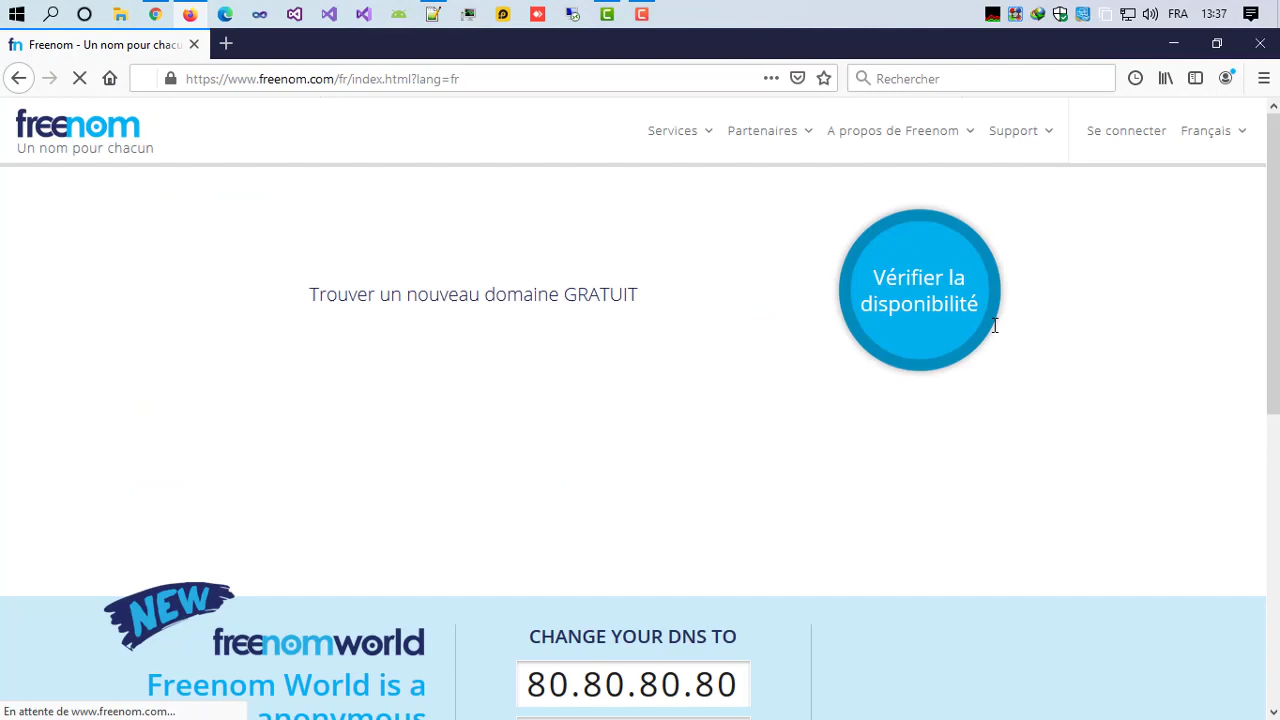 FRA
13:37
Freenom - Un nom pour chacu
https://www.freenom.com/fr/index.html?lang=fr
Rechercher
freenom
Un nom pour chacun
Services
Partenaires
A propos de Freenom
Support
Se connecter
Français
Trouver un nouveau domaine GRATUIT
Vérifier la
disponibilité
NEW
freenomworld
Freenom World is a
anonymous
CHANGE YOUR DNS TO
80.80.80.80
En attente de www.freenom.com...